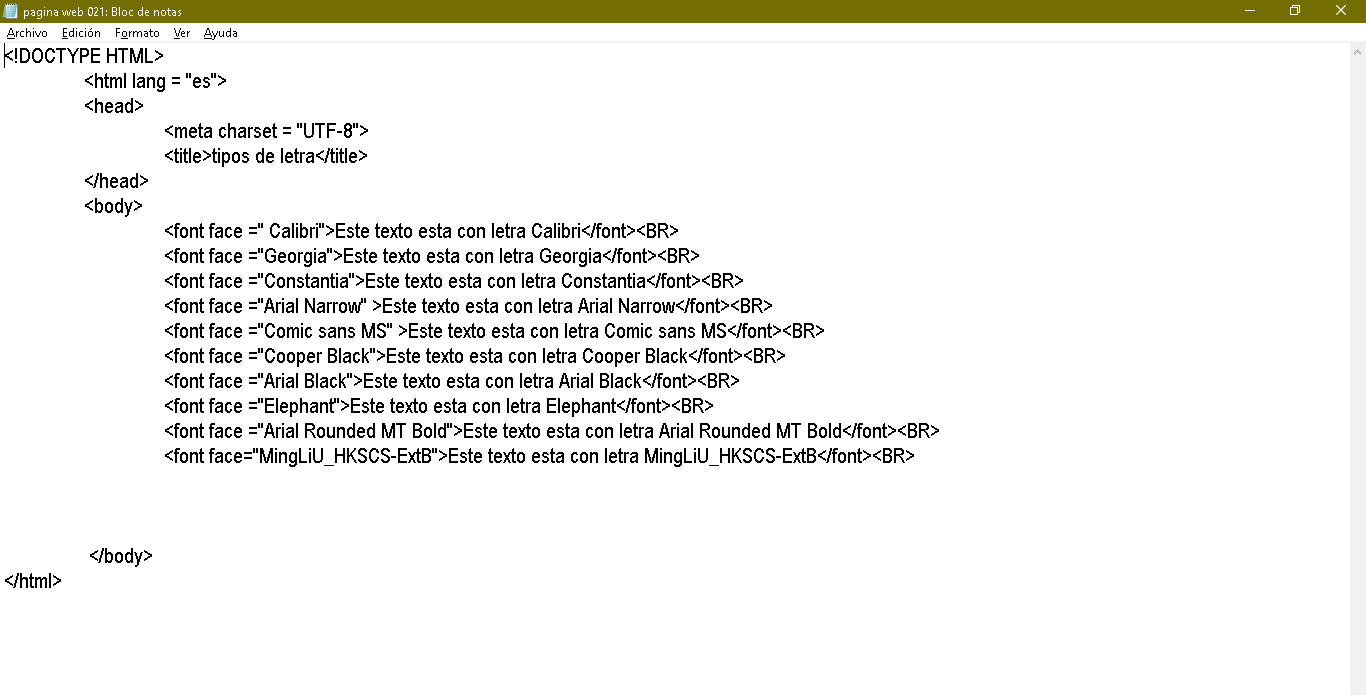 pagina web 021: Bloc de notas
Archivo Edición Formato Ver Ayuda
<!DOCTYPE HTML>
<html lang = "es">
<head>
<meta charset = "UTF-8">
<title>tipos de letra</title>
</head>
<body>
<font face =" Calibri">Este texto esta con letra Calibri</font><BR>
<font face ="Georgia">Este texto esta con letra Georgia</font><BR>
<font face ="Constantia">Este texto esta con letra Constantia</font><BR>
<font face ="Arial Narrow" >Este texto esta con letra Arial Narrow</font><BR>
<font face ="Comic sans MS" >Este texto esta con letra Comic sans MS</font><BR>
<font face ="Cooper Black">Este texto esta con letra Cooper Black</font><BR>
<font face ="Arial Black">Este texto esta con letra Arial Black</font><BR>
<font face ="Elephant">Este texto esta con letra Elephant</font><BR>
<font face ="Arial Rounded MT Bold">Este texto esta con letra Arial Rounded MT Bold</font><BR>
<font face="MingLiU_HKSCS-ExtB">Este texto esta con letra MingLiU_HKSCS-ExtB</font><BR>
</body>
</html>